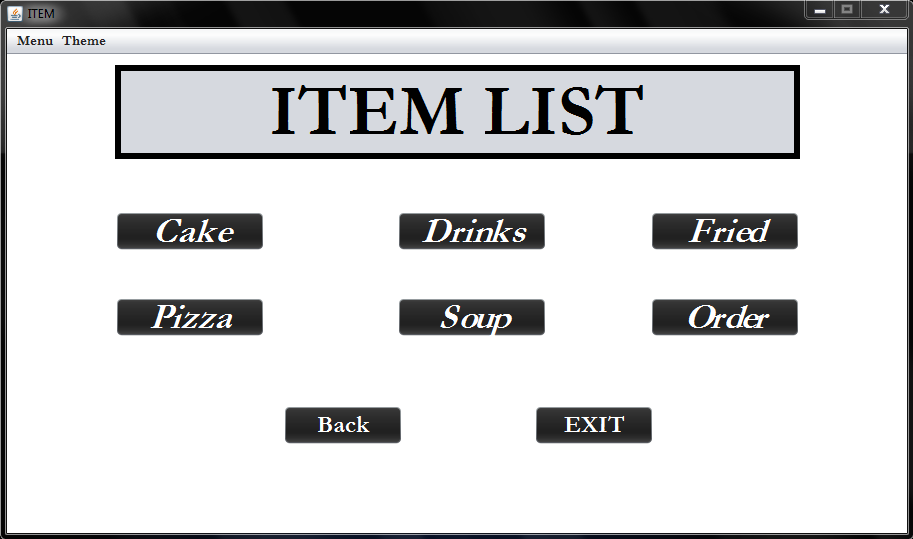 ITEM
Menu Theme
ITEM LIST
Cake Drinks Fried
Pizza Soup Order
Back EXIT